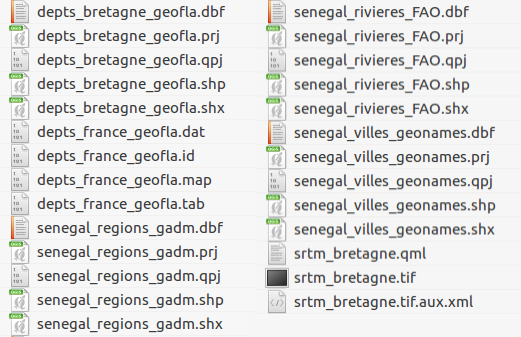 depts_bretagne_geofla.dbf
depts_bretagne_geofla.prj
depts_bretagne_geofla.qpj
depts_bretagne_geofla.shp
depts_bretagne_geofla.shx
depts_france_geofla.dat
depts_france_geofla.id
depts_france_geofla.map
depts_france_geofla.tab
senegal_regions_gadm.dbf
senegal_regions_gadm.prj
senegal_regions_gadm.qpj
senegal_regions_gadm.shp
senegal_regions_gadm.shx
senegal_rivieres_FAO.dbf
senegal_rivieres_FAO.prj
senegal_rivieres_FAO.qpj
senegal_rivieres_FAO.shp
senegal_rivieres_FAO.shx
senegal_villes_geonames.dbf
senegal_villes_geonames.prj
senegal_villes_geonames.qpj
senegal_villes_geonames.shp
senegal_villes_geonames.shx
srtm_bretagne.qml
srtm_bretagne.tif
srtm_bretagne.tif.aux.xml